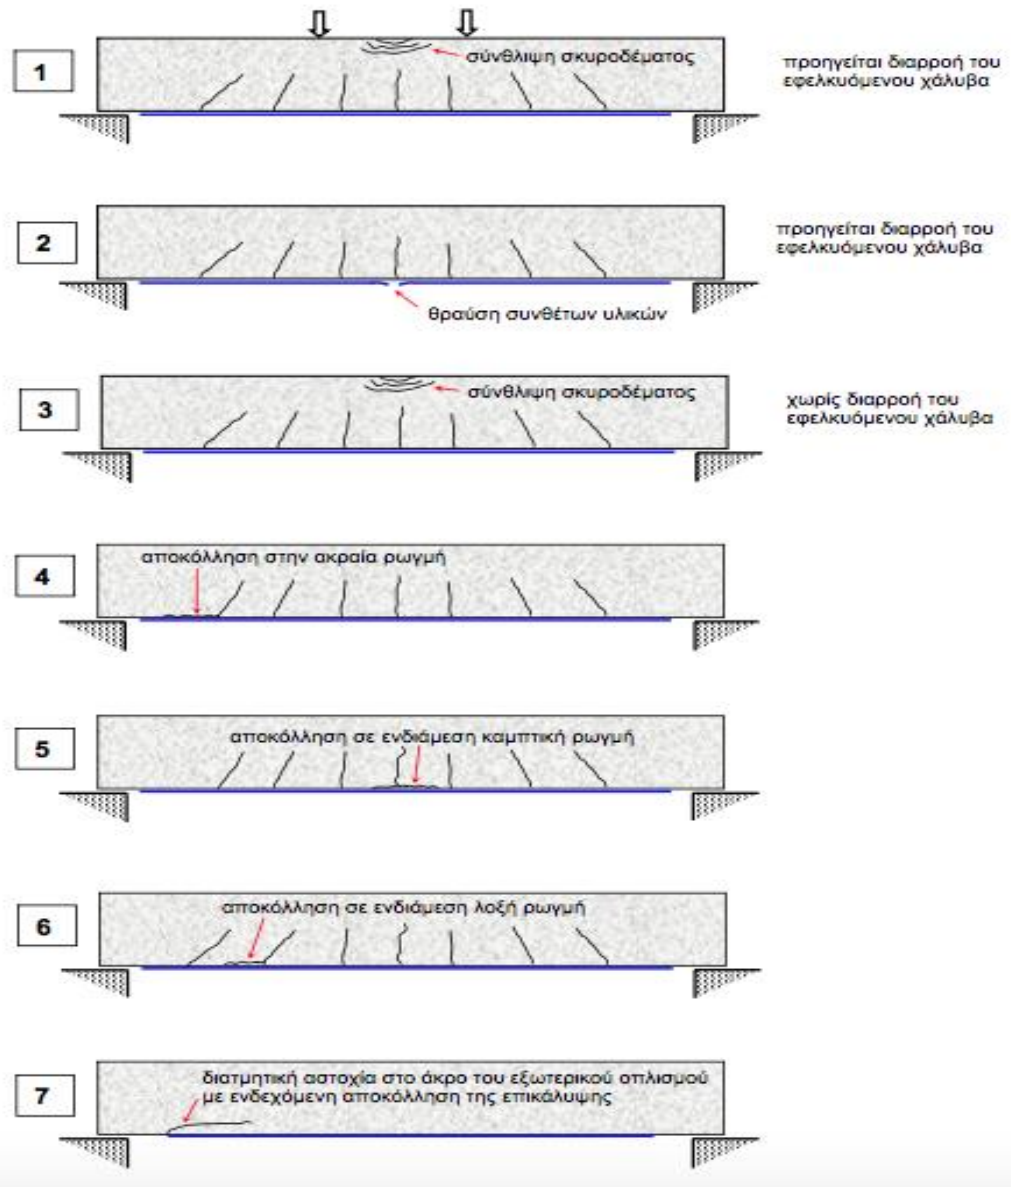 1
σύνθλιψη σκυροδέματος
προηγείται διαρροή του
εφελκυόμενου χάλυβα
2
προηγείται διαρροή του
εφελκυόμενου χάλυβα
θραύση συνθέτων υλικών
3
σύνθλιψη σκυροδέματος
χωρίς διαρροή του
εφελκυόμενου χάλυβα
4
αποκόλληση στην ακραία ρωγμή
5
αποκόλληση σε ενδιάμεση καμπτική ρωγμή
6
αποκόλληση σε ενδιάμεση λοξή ρωγμή
7
διατμητική αστοχία στο άκρο του εξωτερικού οπλισμού
με ενδεχόμενη αποκόλληση της επικάλυψης